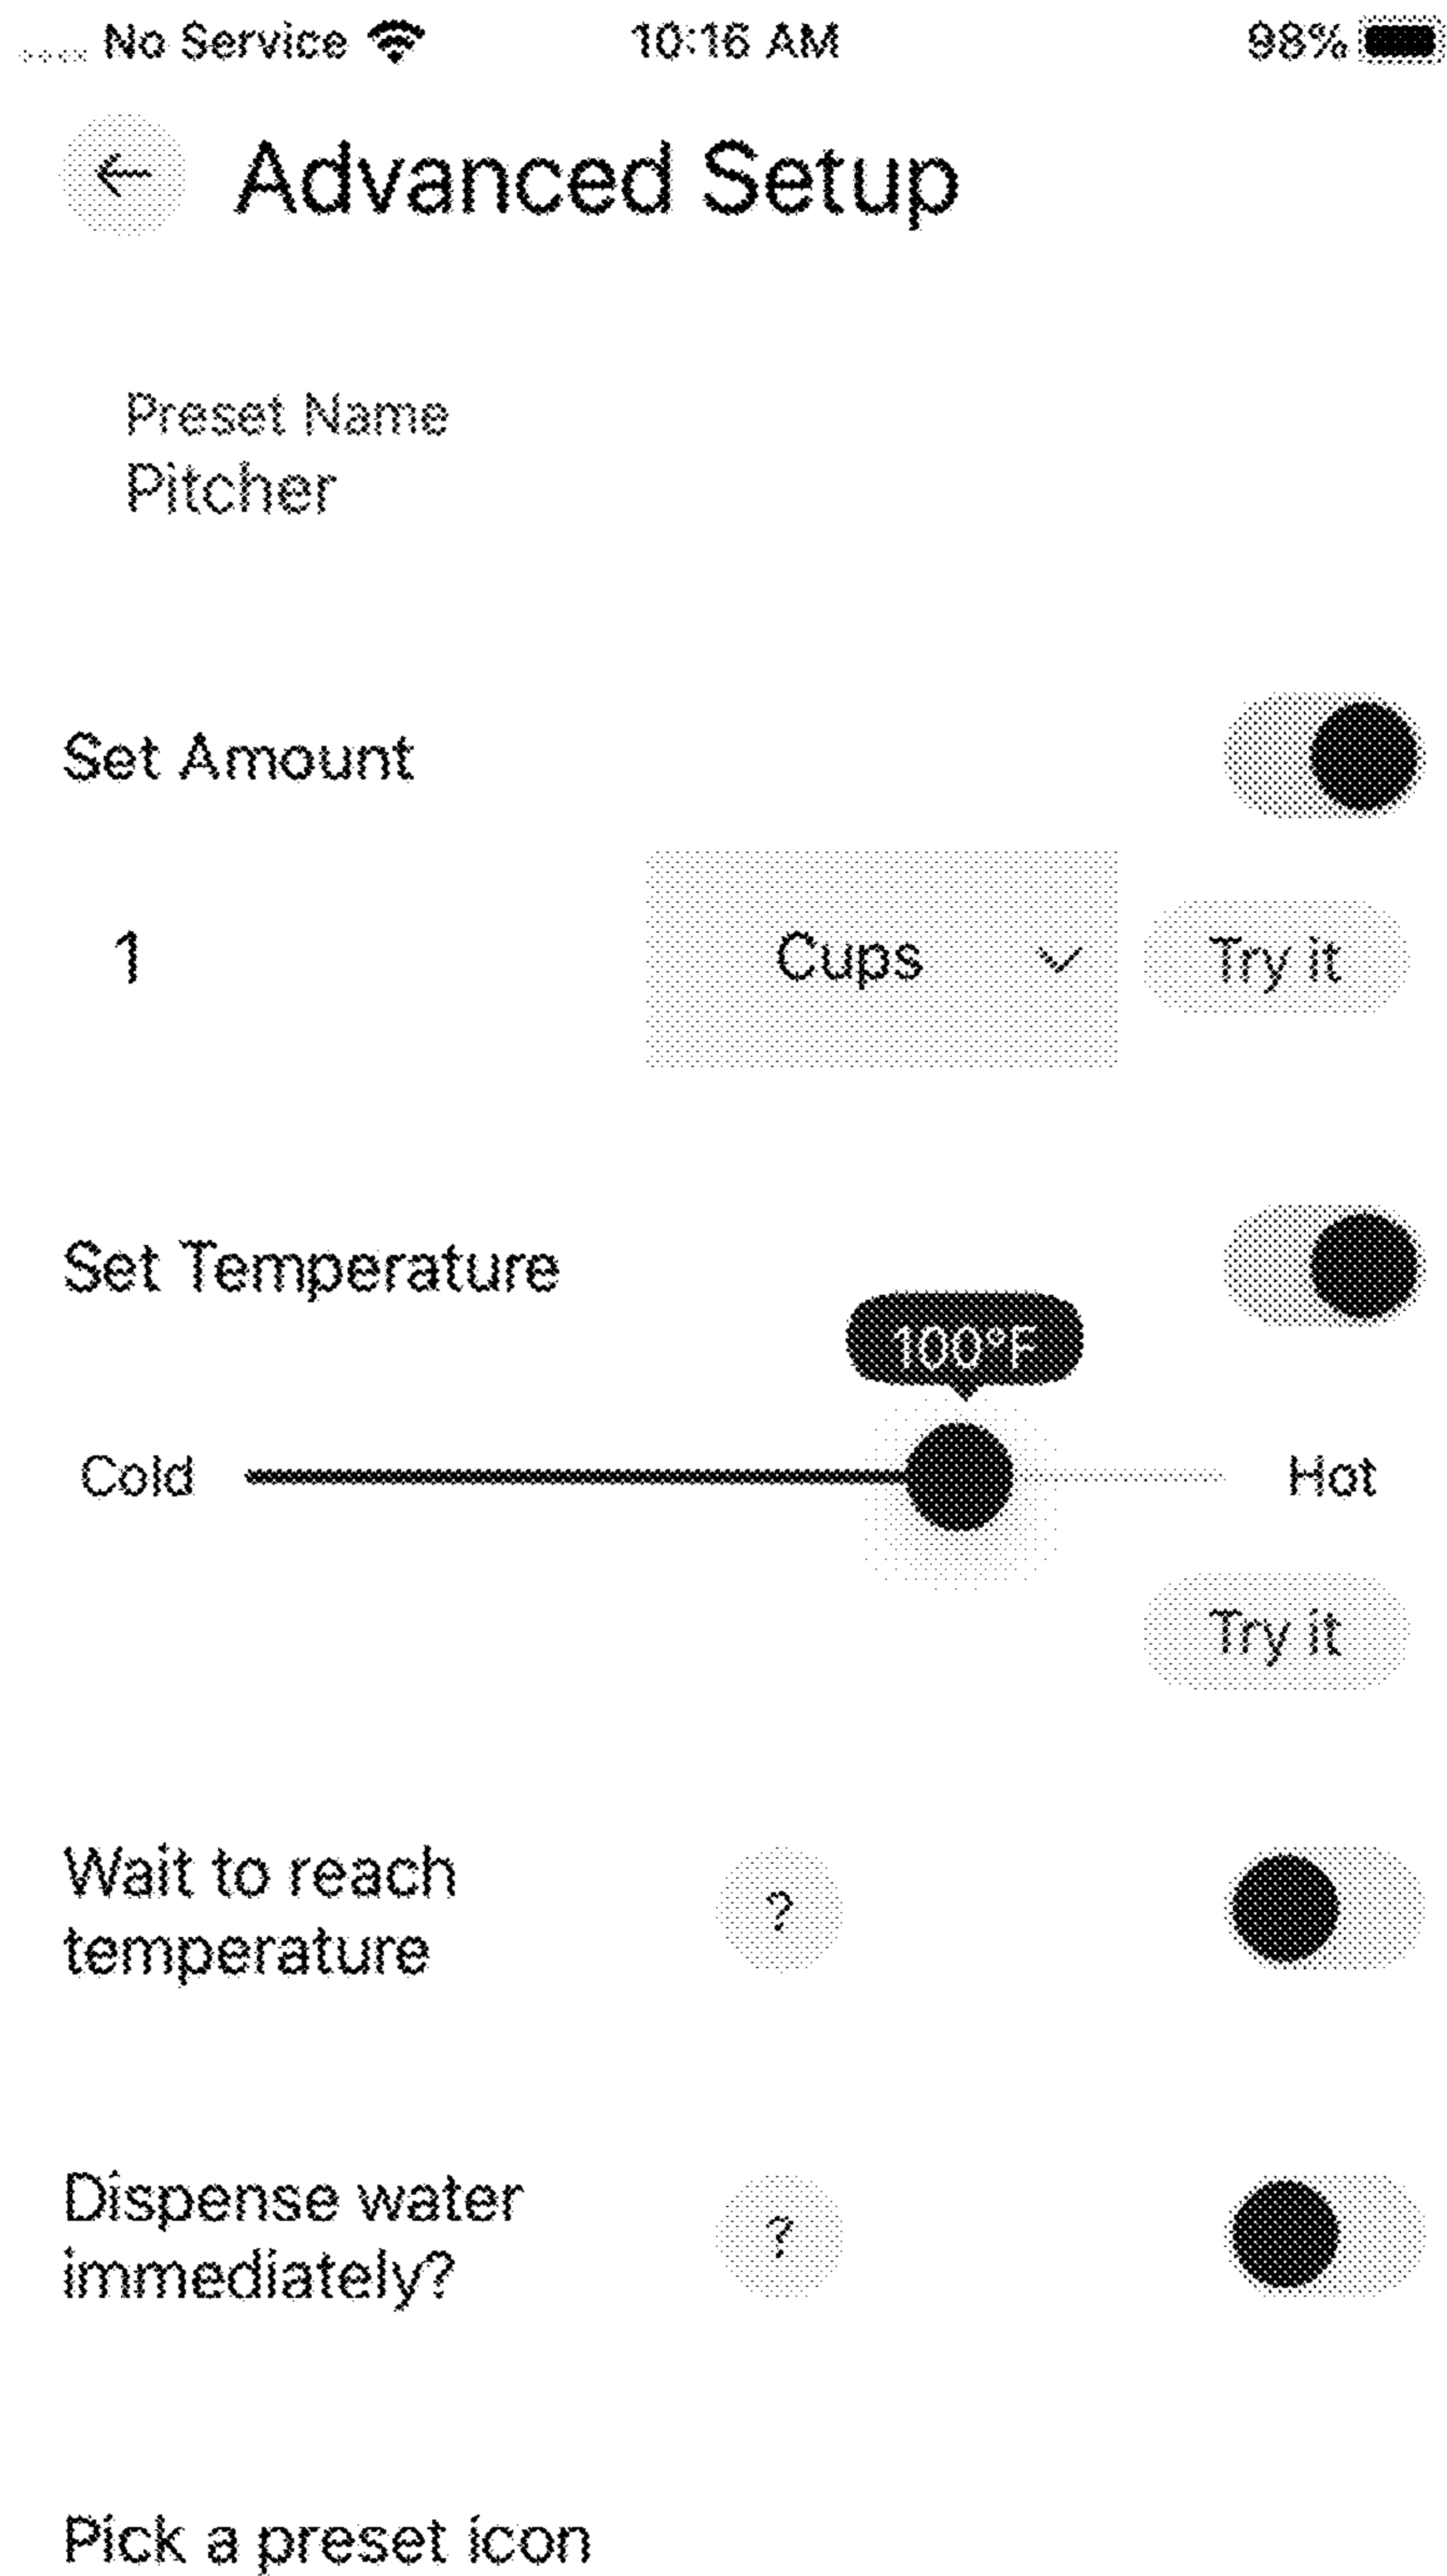 No Service 10:16 AM 98%
← Advanced Setup
Preset Name
Pitcher
Set Amount
1 Cups Try it
Set Temperature
100°F
Cold Hot
Try it
Wait to reach
temperature
?
Dispense water
immediately?
?
Pick a preset icon